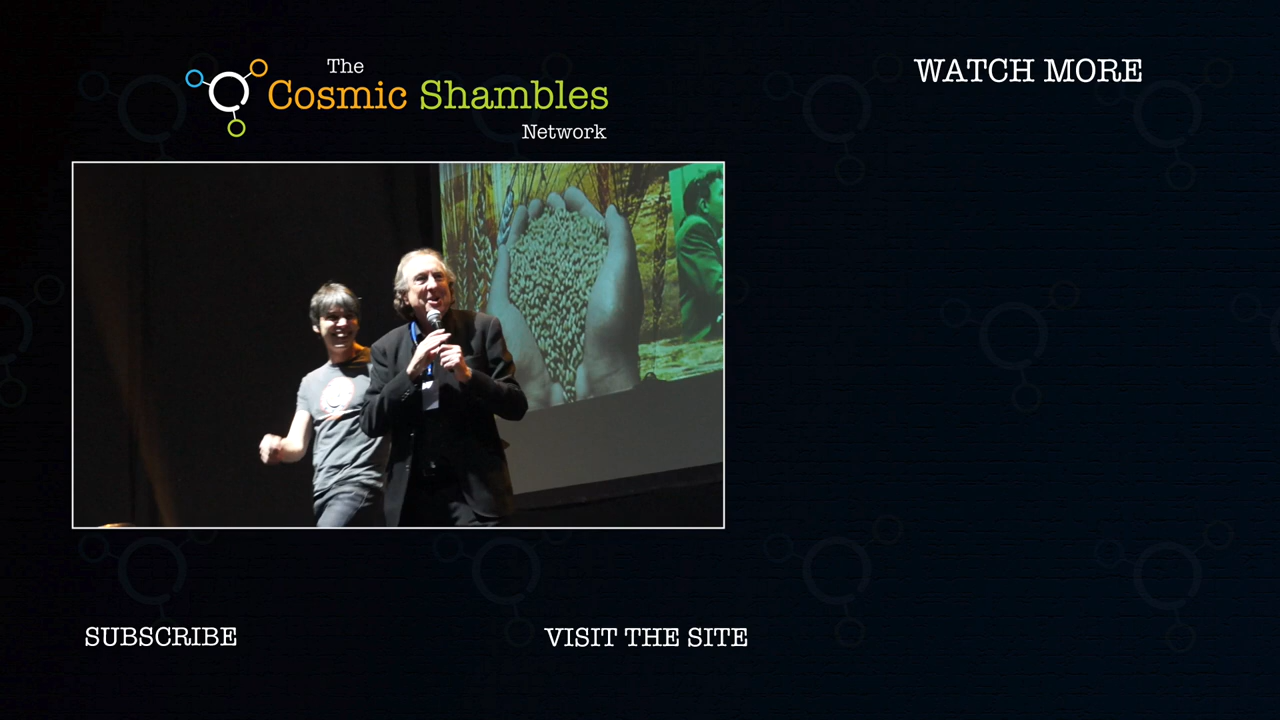 The
Cosmic Shambles
Network
WATCH MORE
SUBSCRIBE
VISIT THE SITE